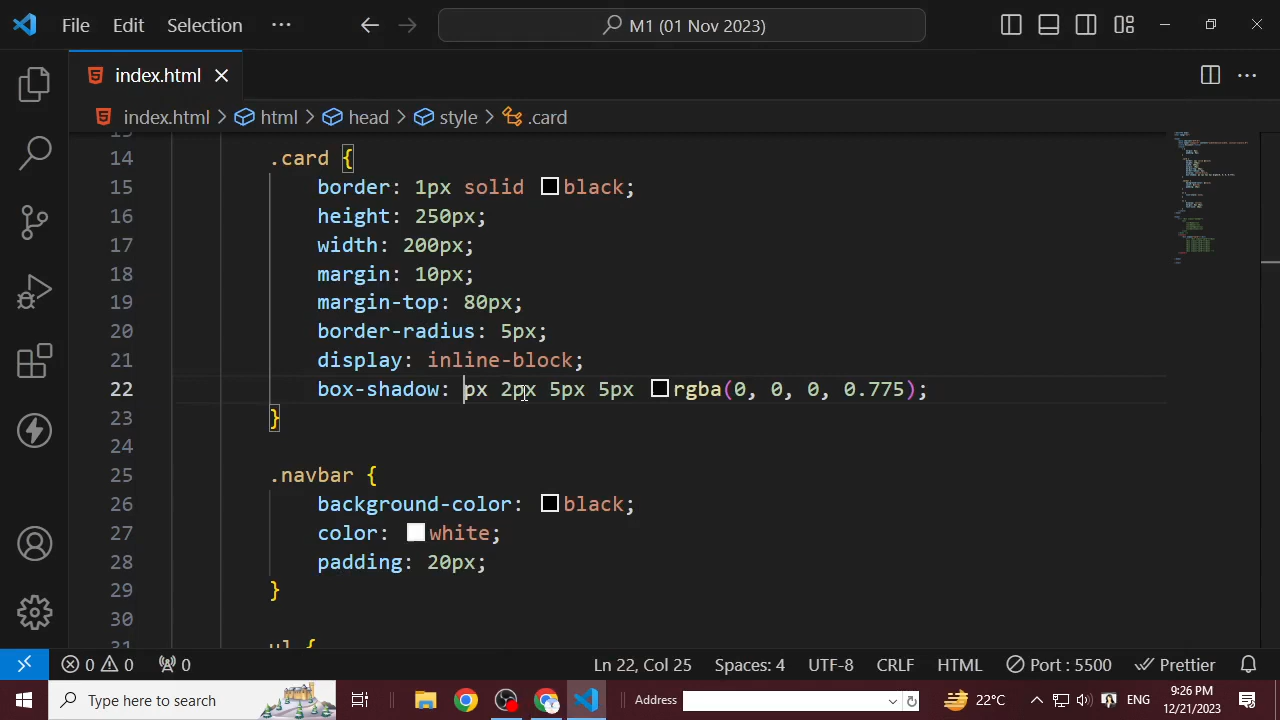 File Edit Selection ··· M1 (01 Nov 2023)
index.html
index.html > html > head > style > .card
14 .card {
15 border: 1px solid black;
16 height: 250px;
17 width: 200px;
18 margin: 10px;
19 margin-top: 80px;
20 border-radius: 5px;
21 display: inline-block;
22 box-shadow: px 2px 5px 5px rgba(0, 0, 0, 0.775);
23 }
24
25 .navbar {
26 background-color: black;
27 color: white;
28 padding: 20px;
29 }
30
31 ul {
0 0 0 Ln 22, Col 25 Spaces: 4 UTF-8 CRLF HTML Port : 5500 Prettier
Type here to search Address 22°C ENG 9:26 PM
12/21/2023